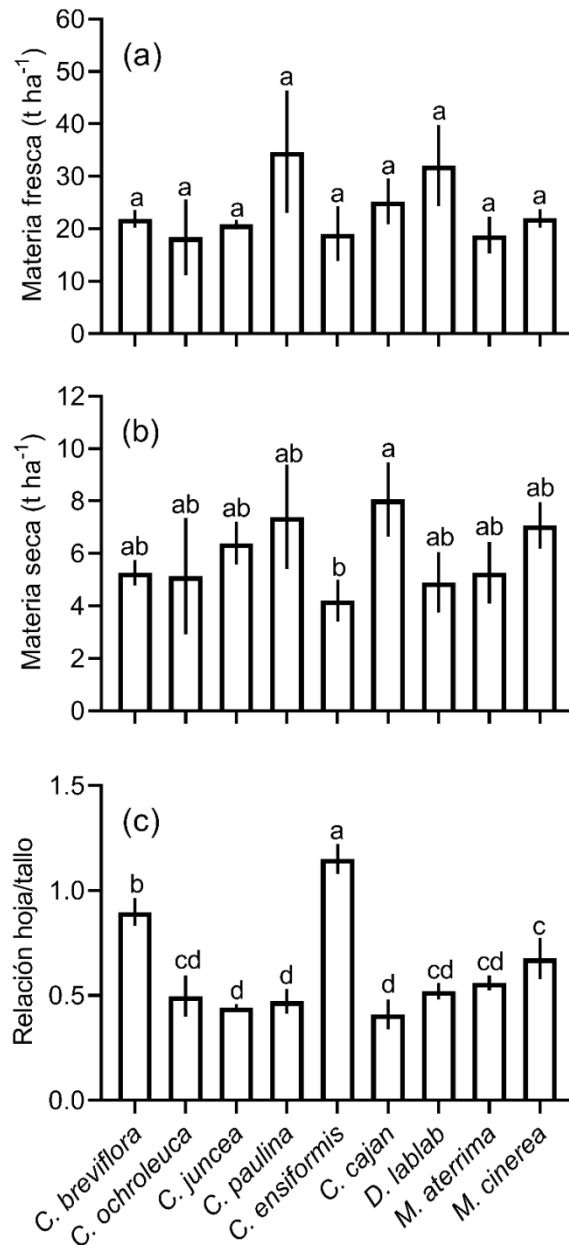 (a)
Materia fresca (t ha⁻¹)
60
50
40
30
20
10
0
a a a a a a a a a
(b)
Materia seca (t ha⁻¹)
12
10
8
6
4
2
0
ab ab ab ab b a ab ab ab
(c)
Relación hoja/tallo
1.5
1.0
0.5
0.0
b cd d d a d cd cd c
C. breviflora
C. ochroleuca
C. juncea
C. paulina
C. ensiformis
C. cajan
D. lablab
M. aterrima
M. cinerea